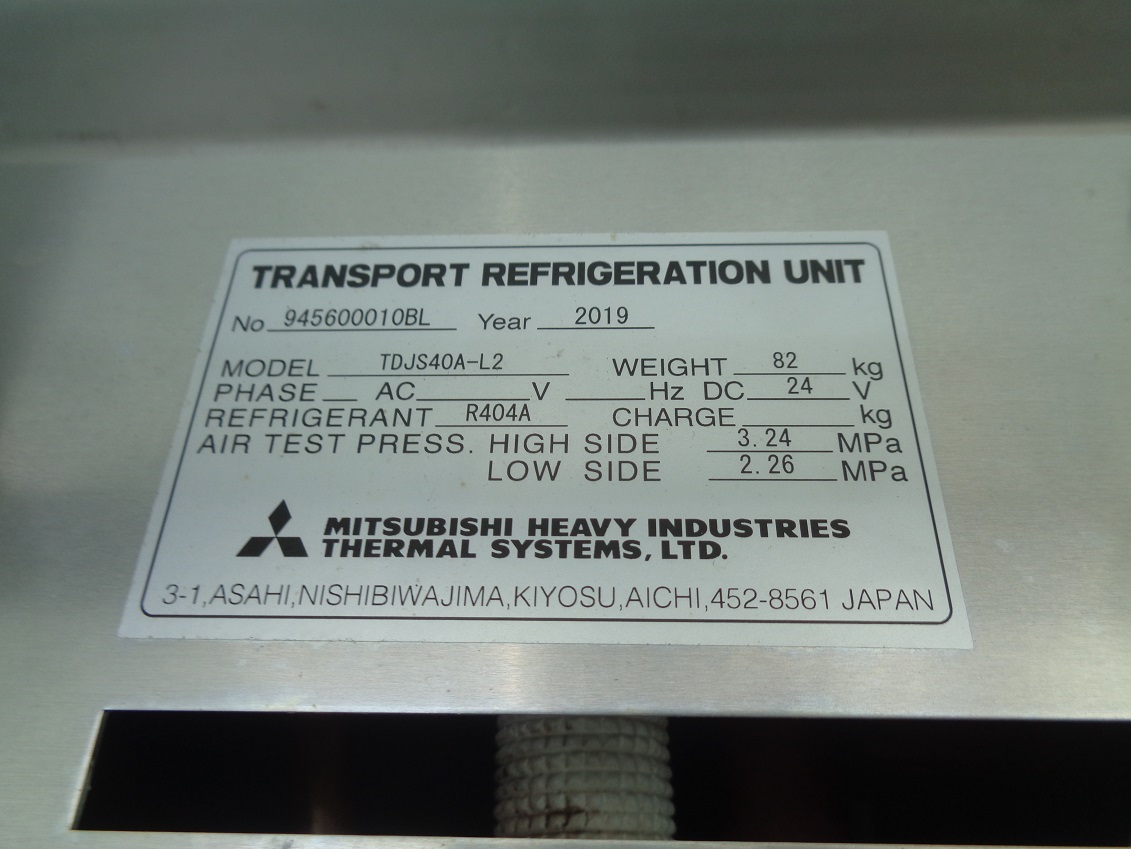 TRANSPORT REFRIGERATION UNIT
No 945600010BL Year 2019
MODEL TDJS40A-L2 WEIGHT 82 kg
PHASE AC V Hz DC 24 V
REFRIGERANT R404A CHARGE kg
AIR TEST PRESS. HIGH SIDE 3.24 MPa
LOW SIDE 2.26 MPa
MITSUBISHI HEAVY INDUSTRIES
THERMAL SYSTEMS, LTD.
3-1,ASAHI,NISHIBIWAJIMA,KIYOSU,AICHI,452-8561 JAPAN